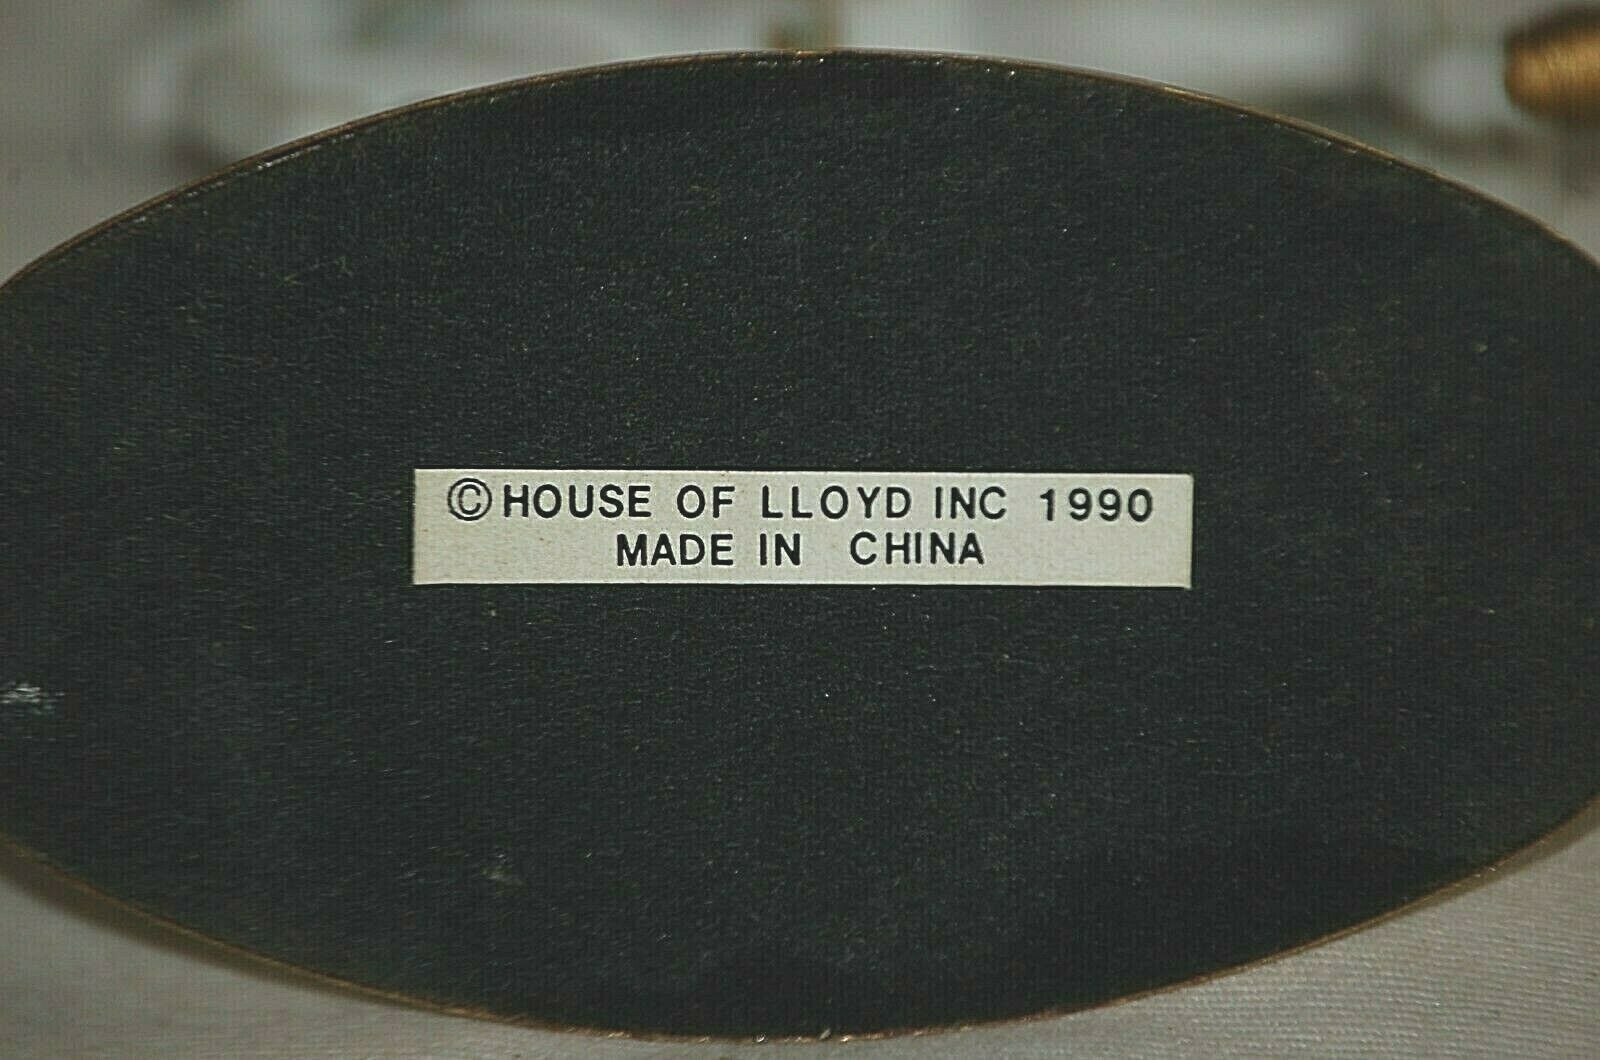 ©HOUSE OF LLOYD INC 1990
MADE IN CHINA